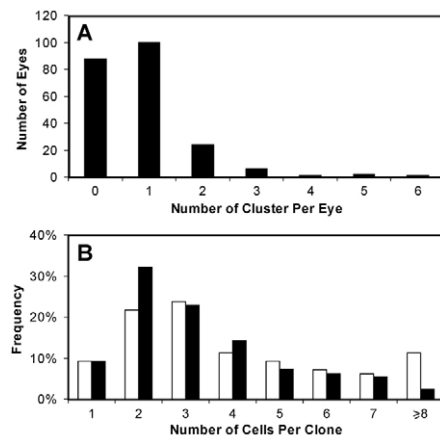 A
Number of Eyes
120
100
80
60
40
20
0
0 1 2 3 4 5 6
Number of Cluster Per Eye
B
Frequency
40%
30%
20%
10%
0%
1 2 3 4 5 6 7 ≥8
Number of Cells Per Clone